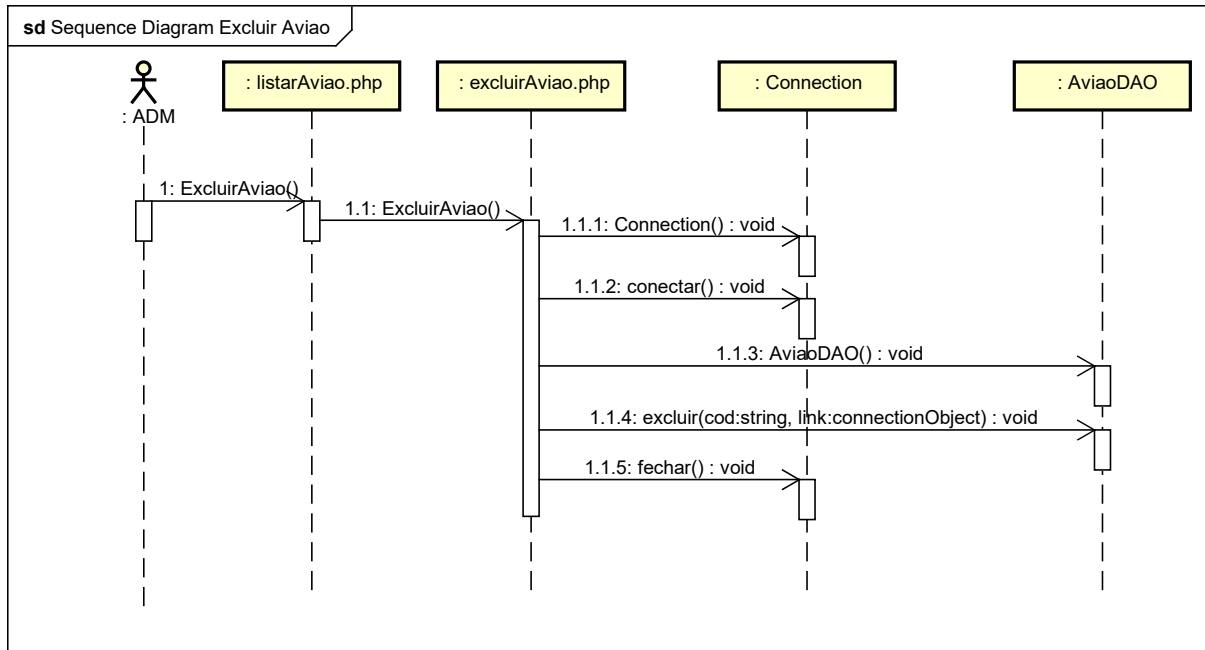 sd Sequence Diagram Excluir Aviao
: ADM
: listarAviao.php
: excluirAviao.php
: Connection
: AviaoDAO
1: ExcluirAviao()
1.1: ExcluirAviao()
1.1.1: Connection() : void
1.1.2: conectar() : void
1.1.3: AviaoDAO() : void
1.1.4: excluir(cod:string, link:connectionObject) : void
1.1.5: fechar() : void